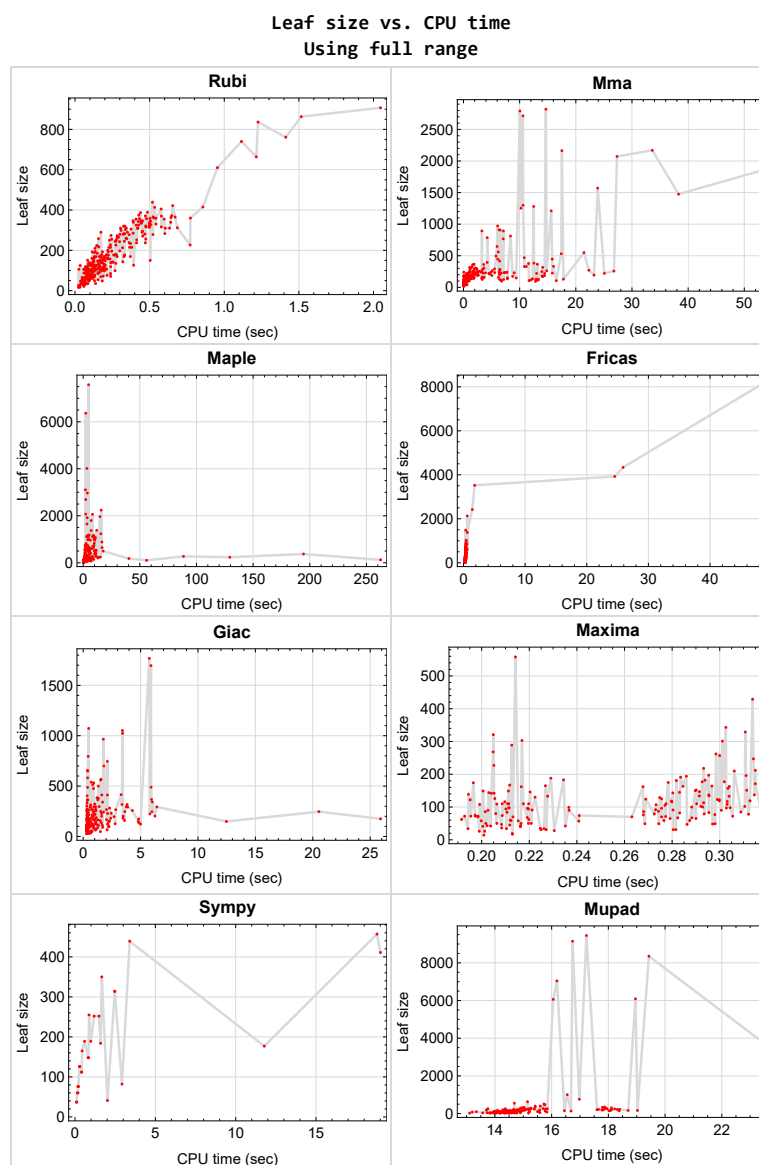 Leaf size vs. CPU time
Using full range
Rubi
Leaf size
800
600
400
200
0
0.0 0.5 1.0 1.5 2.0
CPU time (sec)
Mma
Leaf size
2500
2000
1500
1000
500
0
0 10 20 30 40 50
CPU time (sec)
Maple
Leaf size
6000
4000
2000
0
0 50 100 150 200 250
CPU time (sec)
Fricas
Leaf size
8000
6000
4000
2000
0
0 10 20 30 40
CPU time (sec)
Giac
Leaf size
1500
1000
500
0
0 5 10 15 20 25
CPU time (sec)
Maxima
Leaf size
500
400
300
200
100
0
0.20 0.22 0.24 0.26 0.28 0.30
CPU time (sec)
Sympy
Leaf size
400
300
200
100
0
0 5 10 15
CPU time (sec)
Mupad
Leaf size
8000
6000
4000
2000
0
14 16 18 20 22
CPU time (sec)